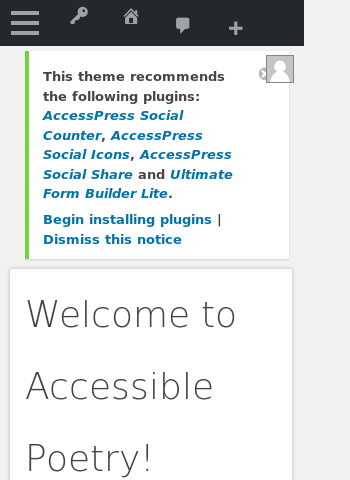 This theme recommends
the following plugins:
AccessPress Social
Counter, AccessPress
Social Icons, AccessPress
Social Share and Ultimate
Form Builder Lite.
Begin installing plugins |
Dismiss this notice
Welcome to
Accessible
Poetry!